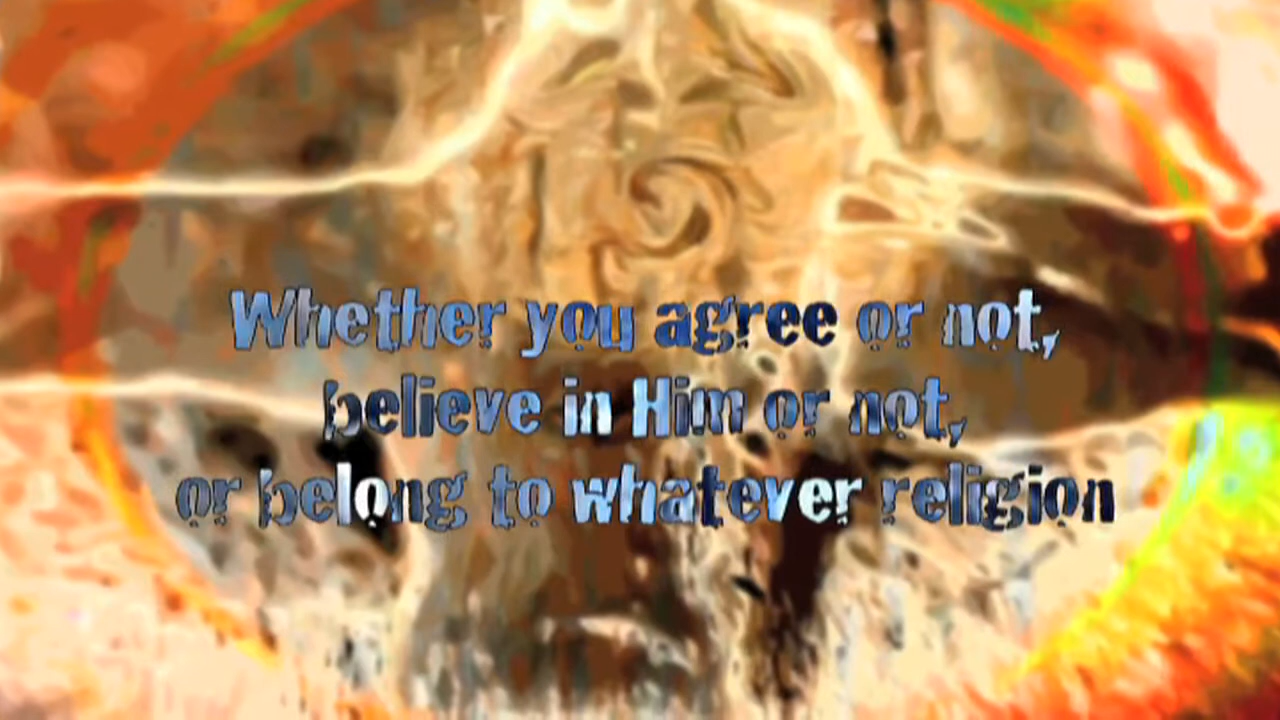 Whether you agree or not,
believe in Him or not,
or belong to whatever religion